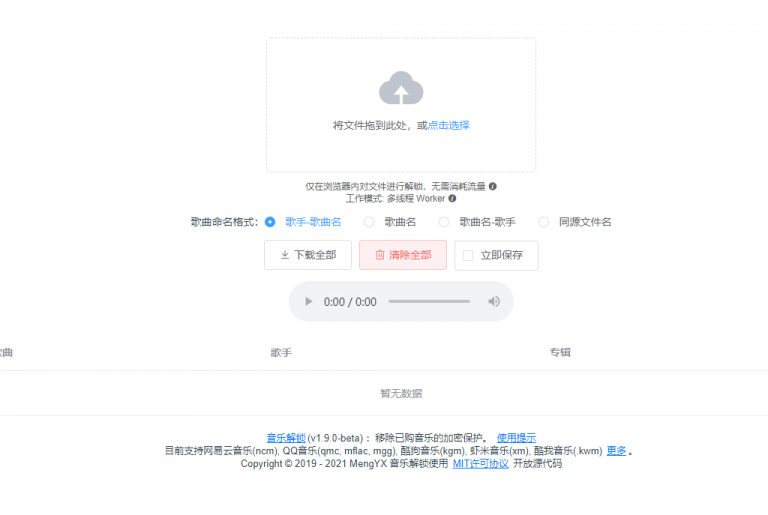 将文件拖到此处，或点击选择
仅在浏览器内对文件进行解锁，无需消耗流量
工作模式: 多线程 Worker
歌曲命名格式： 歌手-歌曲名 歌曲名 歌曲名-歌手 同源文件名
下载全部 清除全部 立即保存
0:00 / 0:00
歌曲 歌手 专辑
暂无数据
音乐解锁(v1.9.0-beta)：移除已购音乐的加密保护。 使用提示
目前支持网易云音乐(ncm), QQ音乐(qmc, mflac, mgg), 酷狗音乐(kgm), 虾米音乐(xm), 酷我音乐(.kwm) 更多。
Copyright © 2019 - 2021 MengYX 音乐解锁使用 MIT许可协议 开放源代码